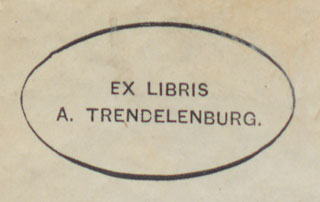 EX LIBRIS
A. TRENDELENBURG.